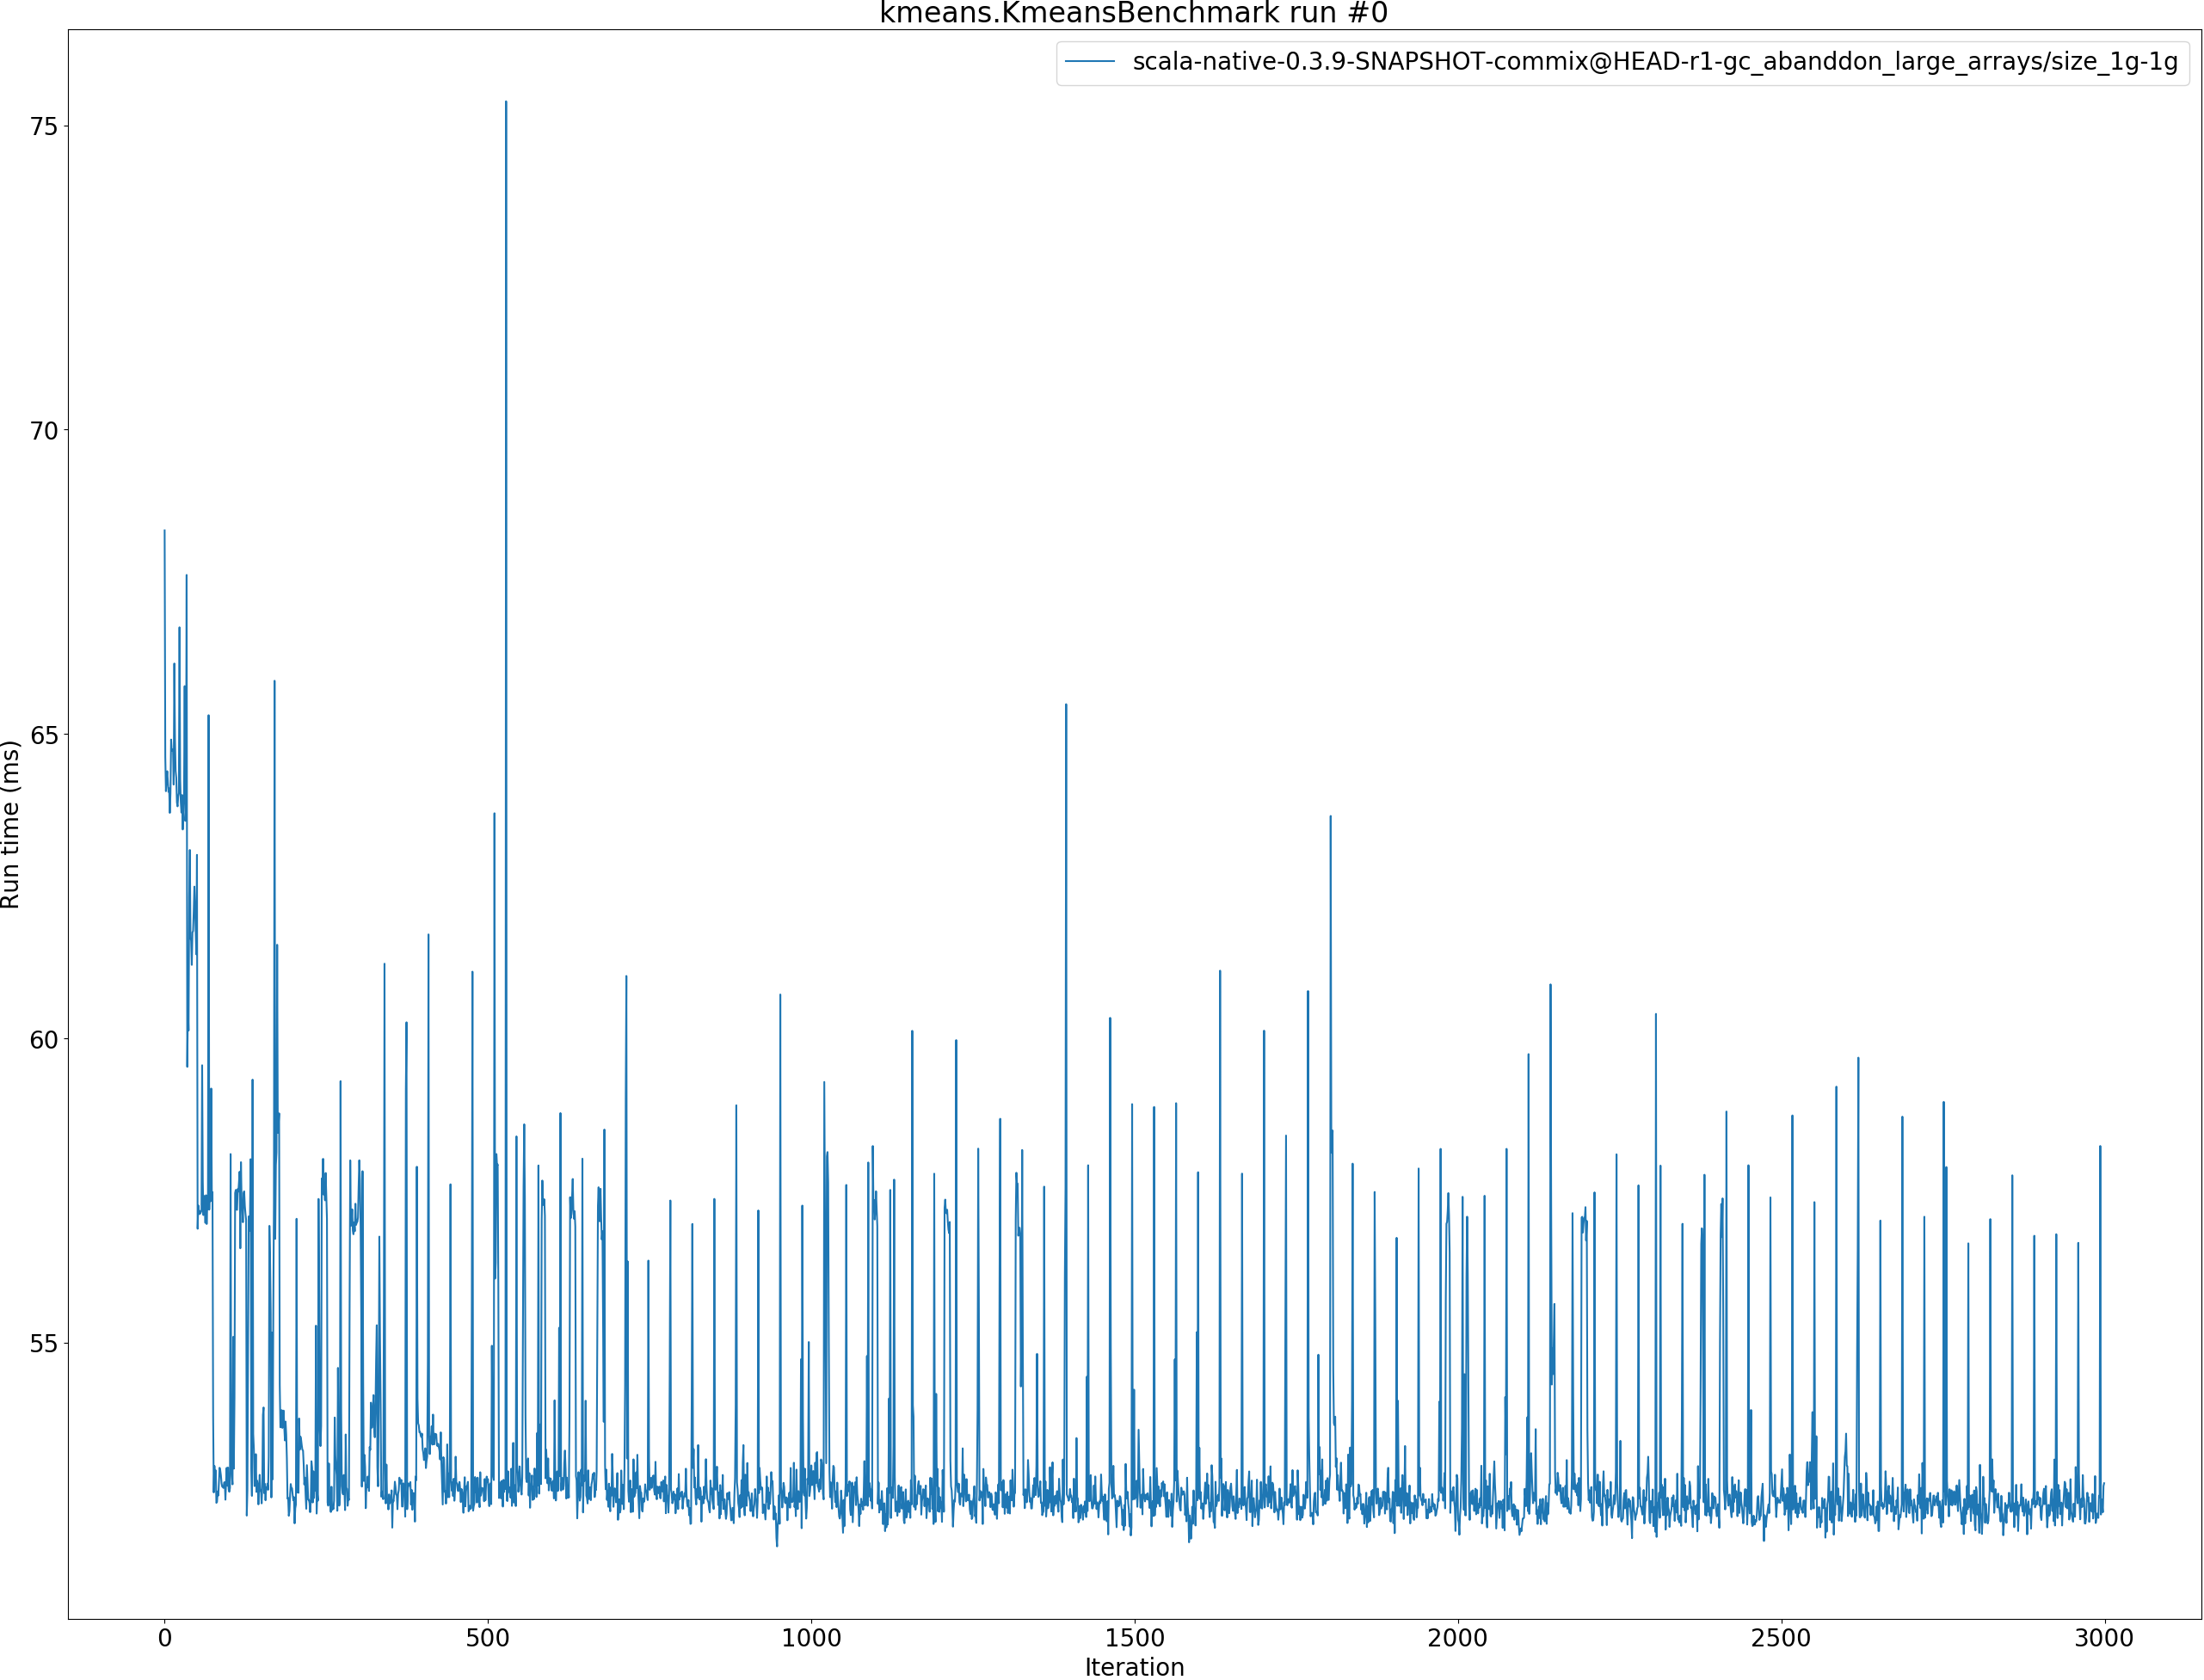 kmeans.KmeansBenchmark run #0
scala-native-0.3.9-SNAPSHOT-commix@HEAD-r1-gc_abanddon_large_arrays/size_1g-1g
75
70
65
60
55
Run time (ms)
0 500 1000 1500 2000 2500 3000
Iteration